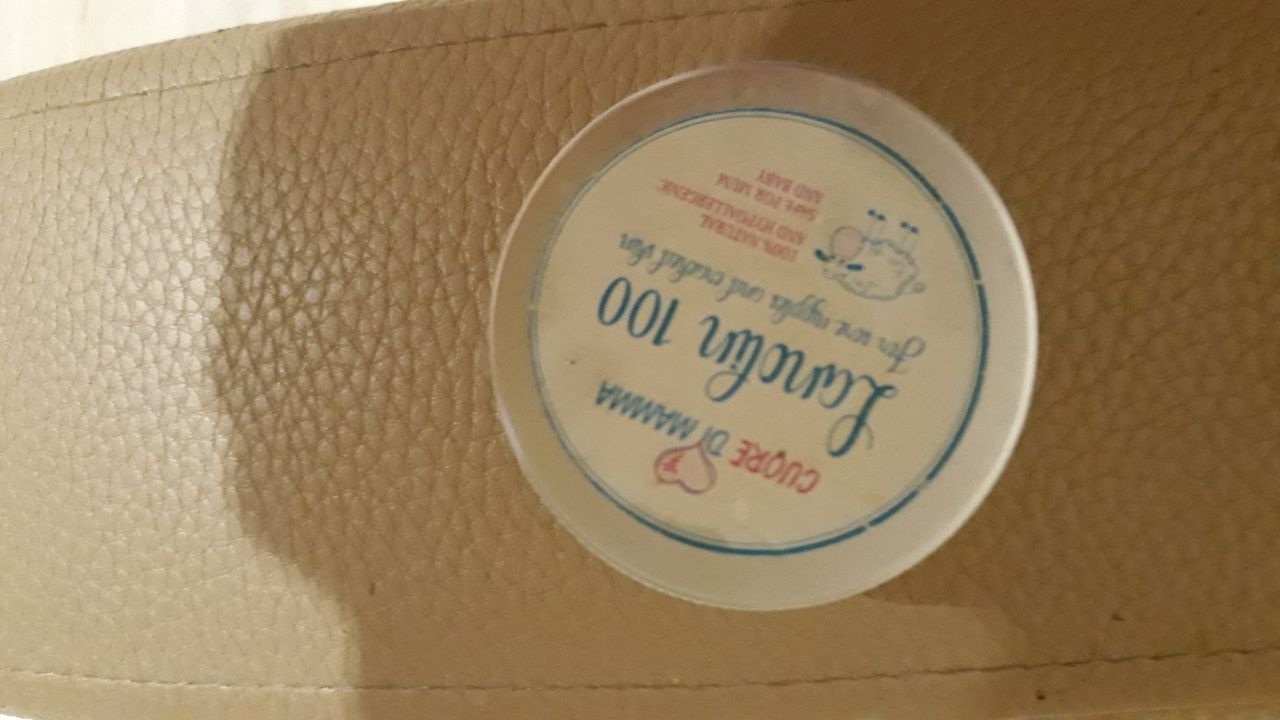 CUORE DI MAMMA
Lanolin 100
For sore nipples and cracked skin
100% NATURAL
AND HYPOALLERGENIC
SAFE FOR MUM
AND BABY